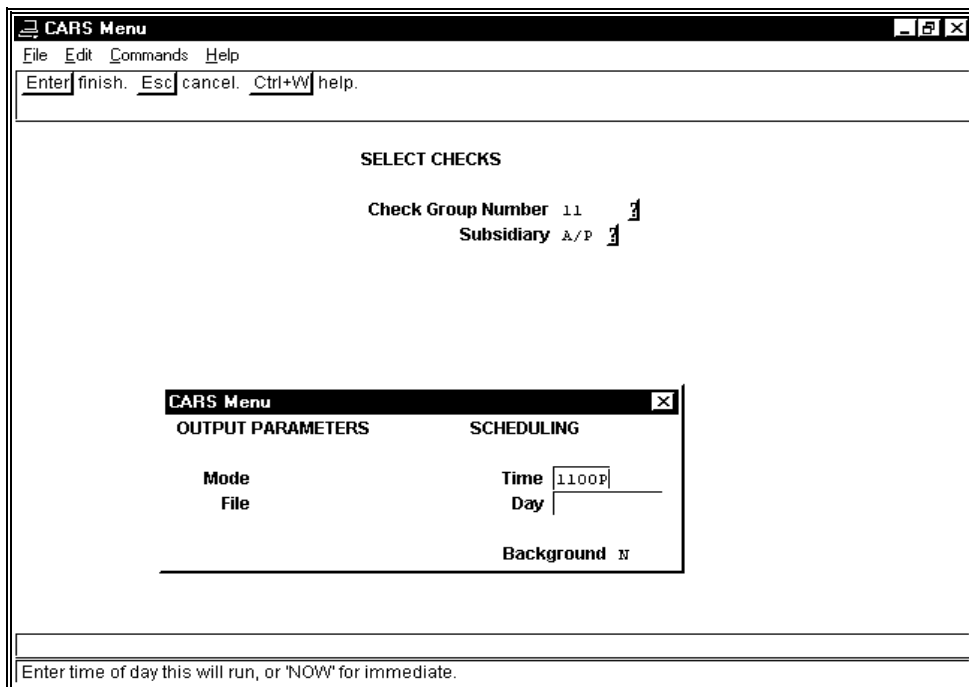 CARS Menu
File Edit Commands Help
Enter finish. Esc cancel. Ctrl+W help.
SELECT CHECKS
Check Group Number 11 ?
Subsidiary A/P ?
CARS Menu
OUTPUT PARAMETERS SCHEDULING
Mode Time 1100P
File Day
Background N
Enter time of day this will run, or 'NOW' for immediate.